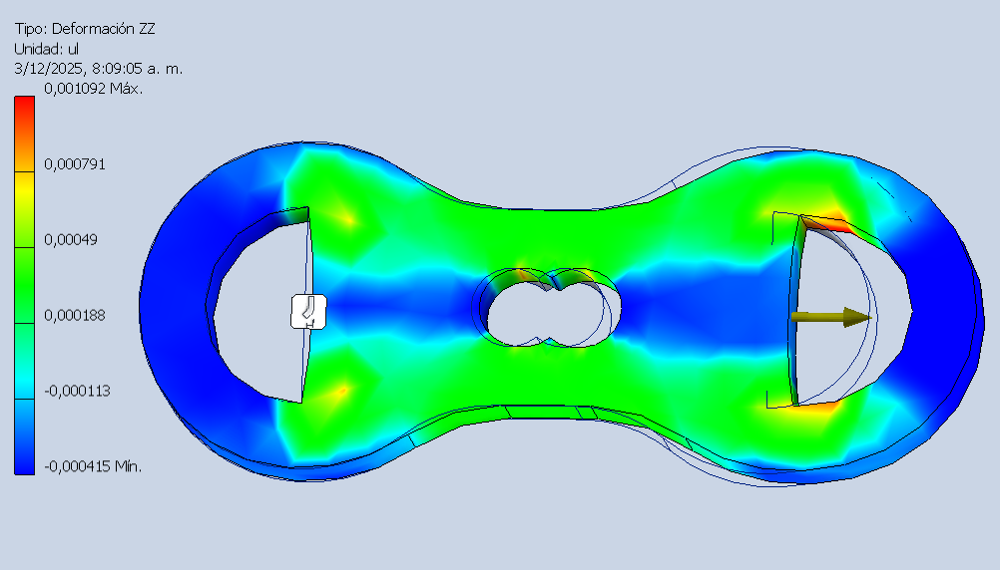 Tipo: Deformación ZZ
Unidad: ul
3/12/2025, 8:09:05 a. m.
0,001092 Máx.
0,000791
0,00049
0,000188
-0,000113
-0,000415 Mín.